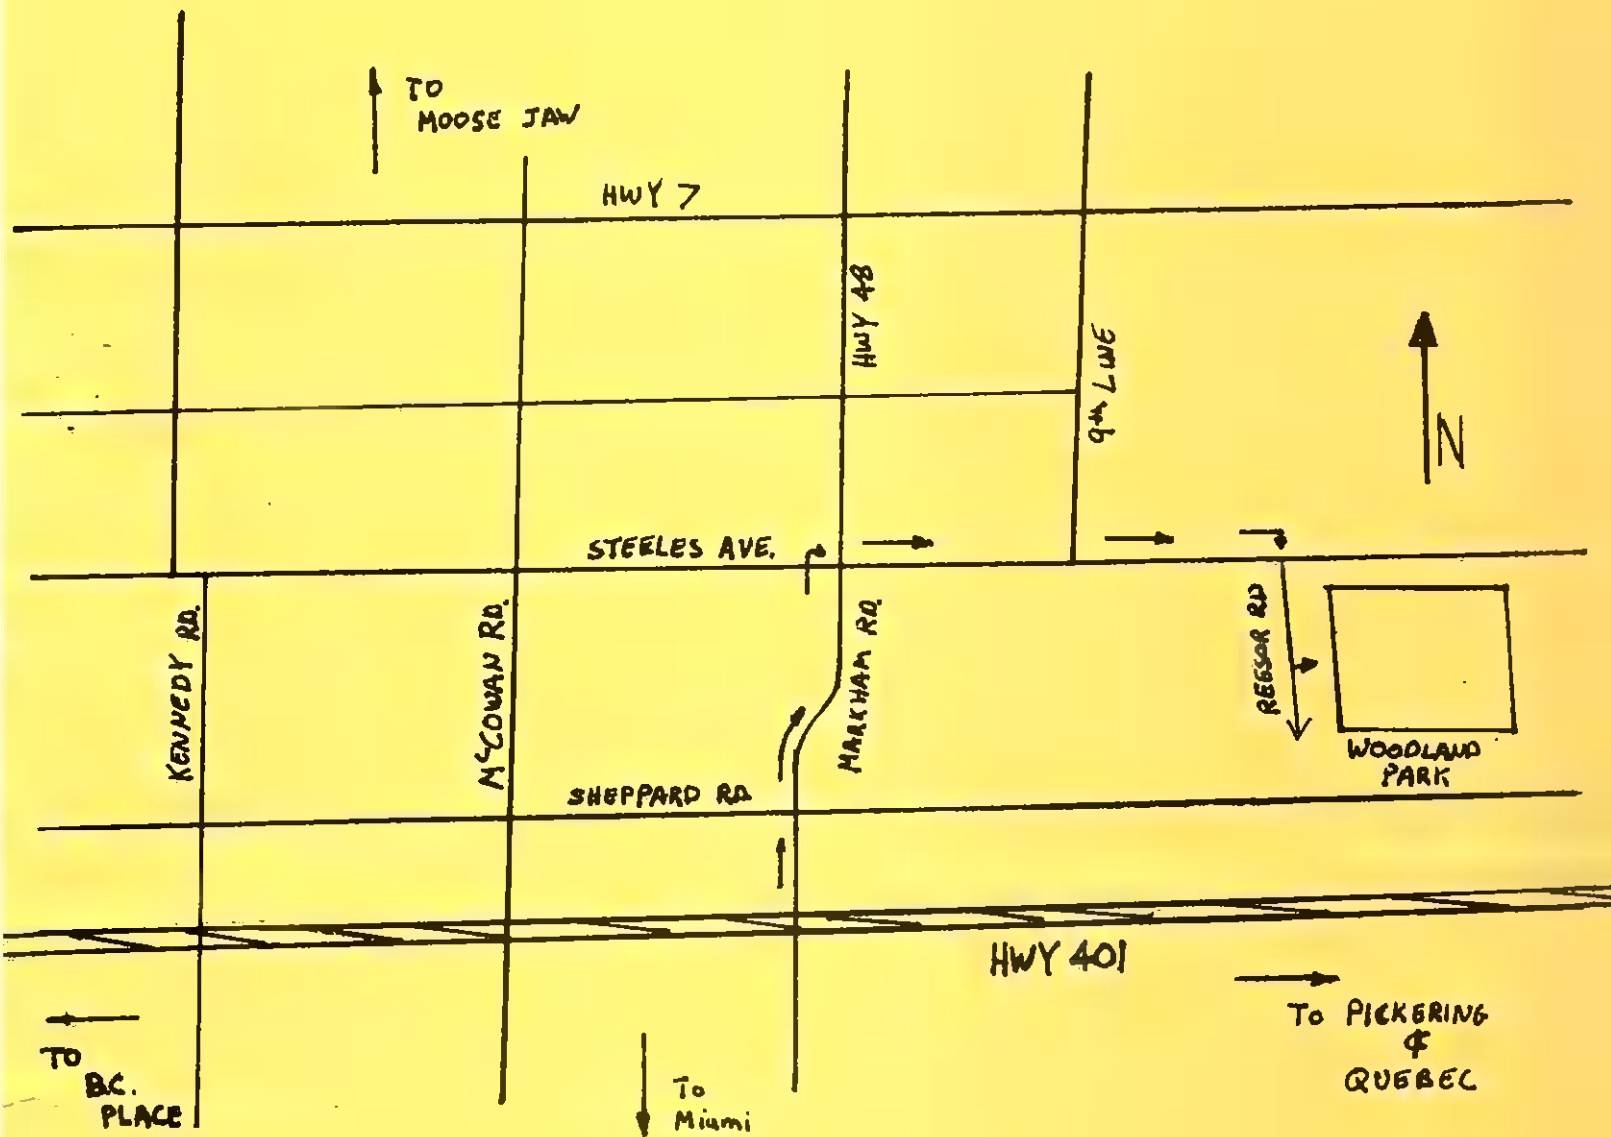 TO
MOOSE JAW
HWY 7
HWY 48
9th LINE
N
STEELES AVE.
KENNEDY RD.
McCOWAN RD.
MARKHAM RD.
REESOR RD
WOODLAND
PARK
SHEPPARD RD.
HWY 401
TO
B.C.
PLACE
To
Miami
To PICKERING
&
QUEBEC